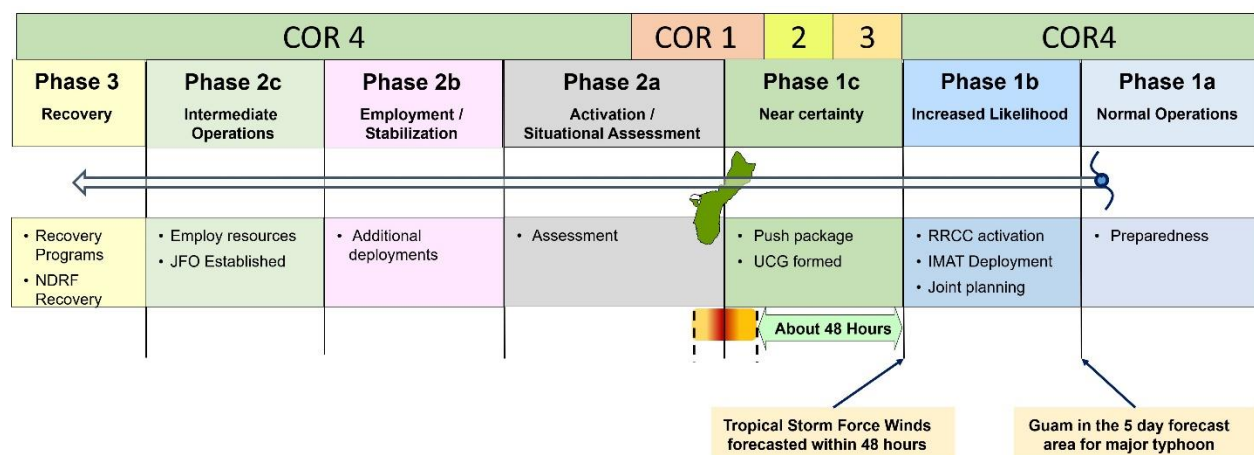 COR 4
COR 1
2
3
COR4
Phase 3
Recovery
Phase 2c
Intermediate
Operations
Phase 2b
Employment /
Stabilization
Phase 2a
Activation /
Situational Assessment
Phase 1c
Near certainty
Phase 1b
Increased Likelihood
Phase 1a
Normal Operations
• Recovery
Programs
• NDRF
Recovery
• Employ resources
• JFO Established
• Additional
deployments
• Assessment
• Push package
• UCG formed
• RRCC activation
• IMAT Deployment
• Joint planning
• Preparedness
About 48 Hours
Tropical Storm Force Winds
forecasted within 48 hours
Guam in the 5 day forecast
area for major typhoon